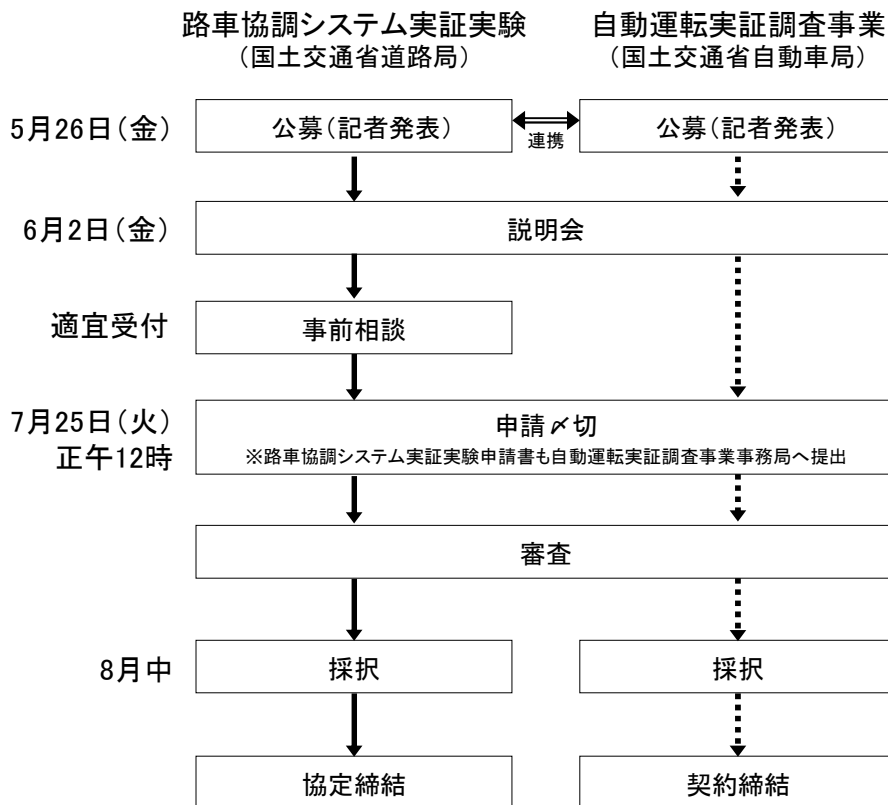 路車協調システム実証実験
（国土交通省道路局）
自動運転実証調査事業
（国土交通省自動車局）
5月26日（金）
公募（記者発表）
連携
公募（記者発表）
6月2日（金）
説明会
適宜受付
事前相談
7月25日（火）
正午12時
申請〆切
※路車協調システム実証実験申請書も自動運転実証調査事業事務局へ提出
審査
8月中
採択
採択
協定締結
契約締結